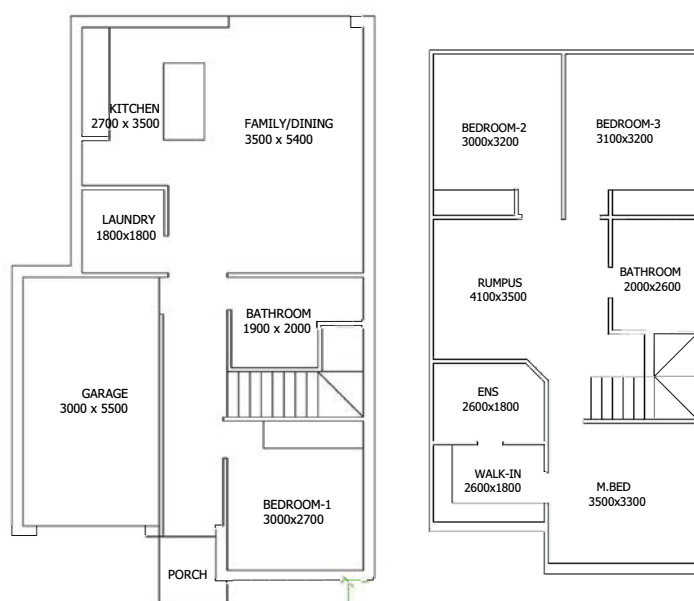 KITCHEN
2700 x 3500
FAMILY/DINING
3500 x 5400
LAUNDRY
1800x1800
BATHROOM
1900 x 2000
GARAGE
3000 x 5500
BEDROOM-1
3000x2700
PORCH
BEDROOM-2
3000x3200
BEDROOM-3
3100x3200
RUMPUS
4100x3500
BATHROOM
2000x2600
ENS
2600x1800
WALK-IN
2600x1800
M.BED
3500x3300